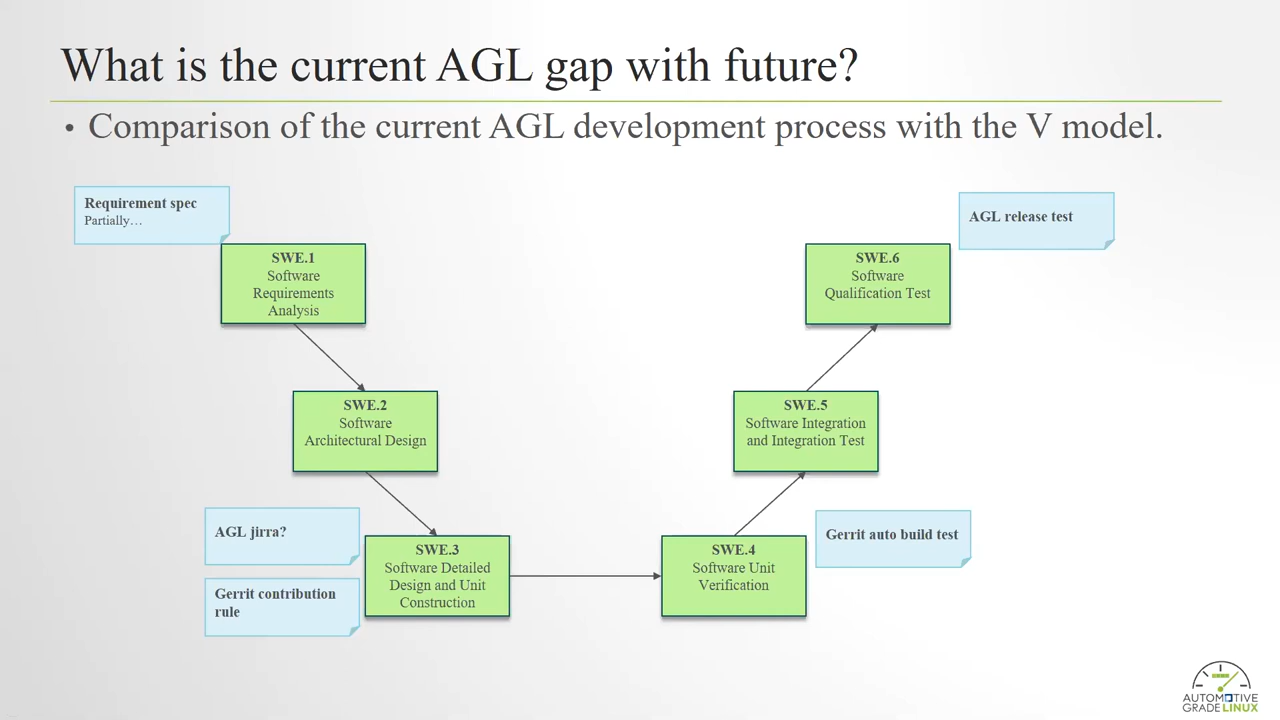 What is the current AGL gap with future?
• Comparison of the current AGL development process with the V model.
Requirement spec
Partially…
SWE.1
Software
Requirements
Analysis
SWE.2
Software
Architectural Design
AGL jirra?
Gerrit contribution
rule
SWE.3
Software Detailed
Design and Unit
Construction
SWE.4
Software Unit
Verification
Gerrit auto build test
SWE.5
Software Integration
and Integration Test
SWE.6
Software
Qualification Test
AGL release test
AUTOMOTIVE
GRADE LINUX